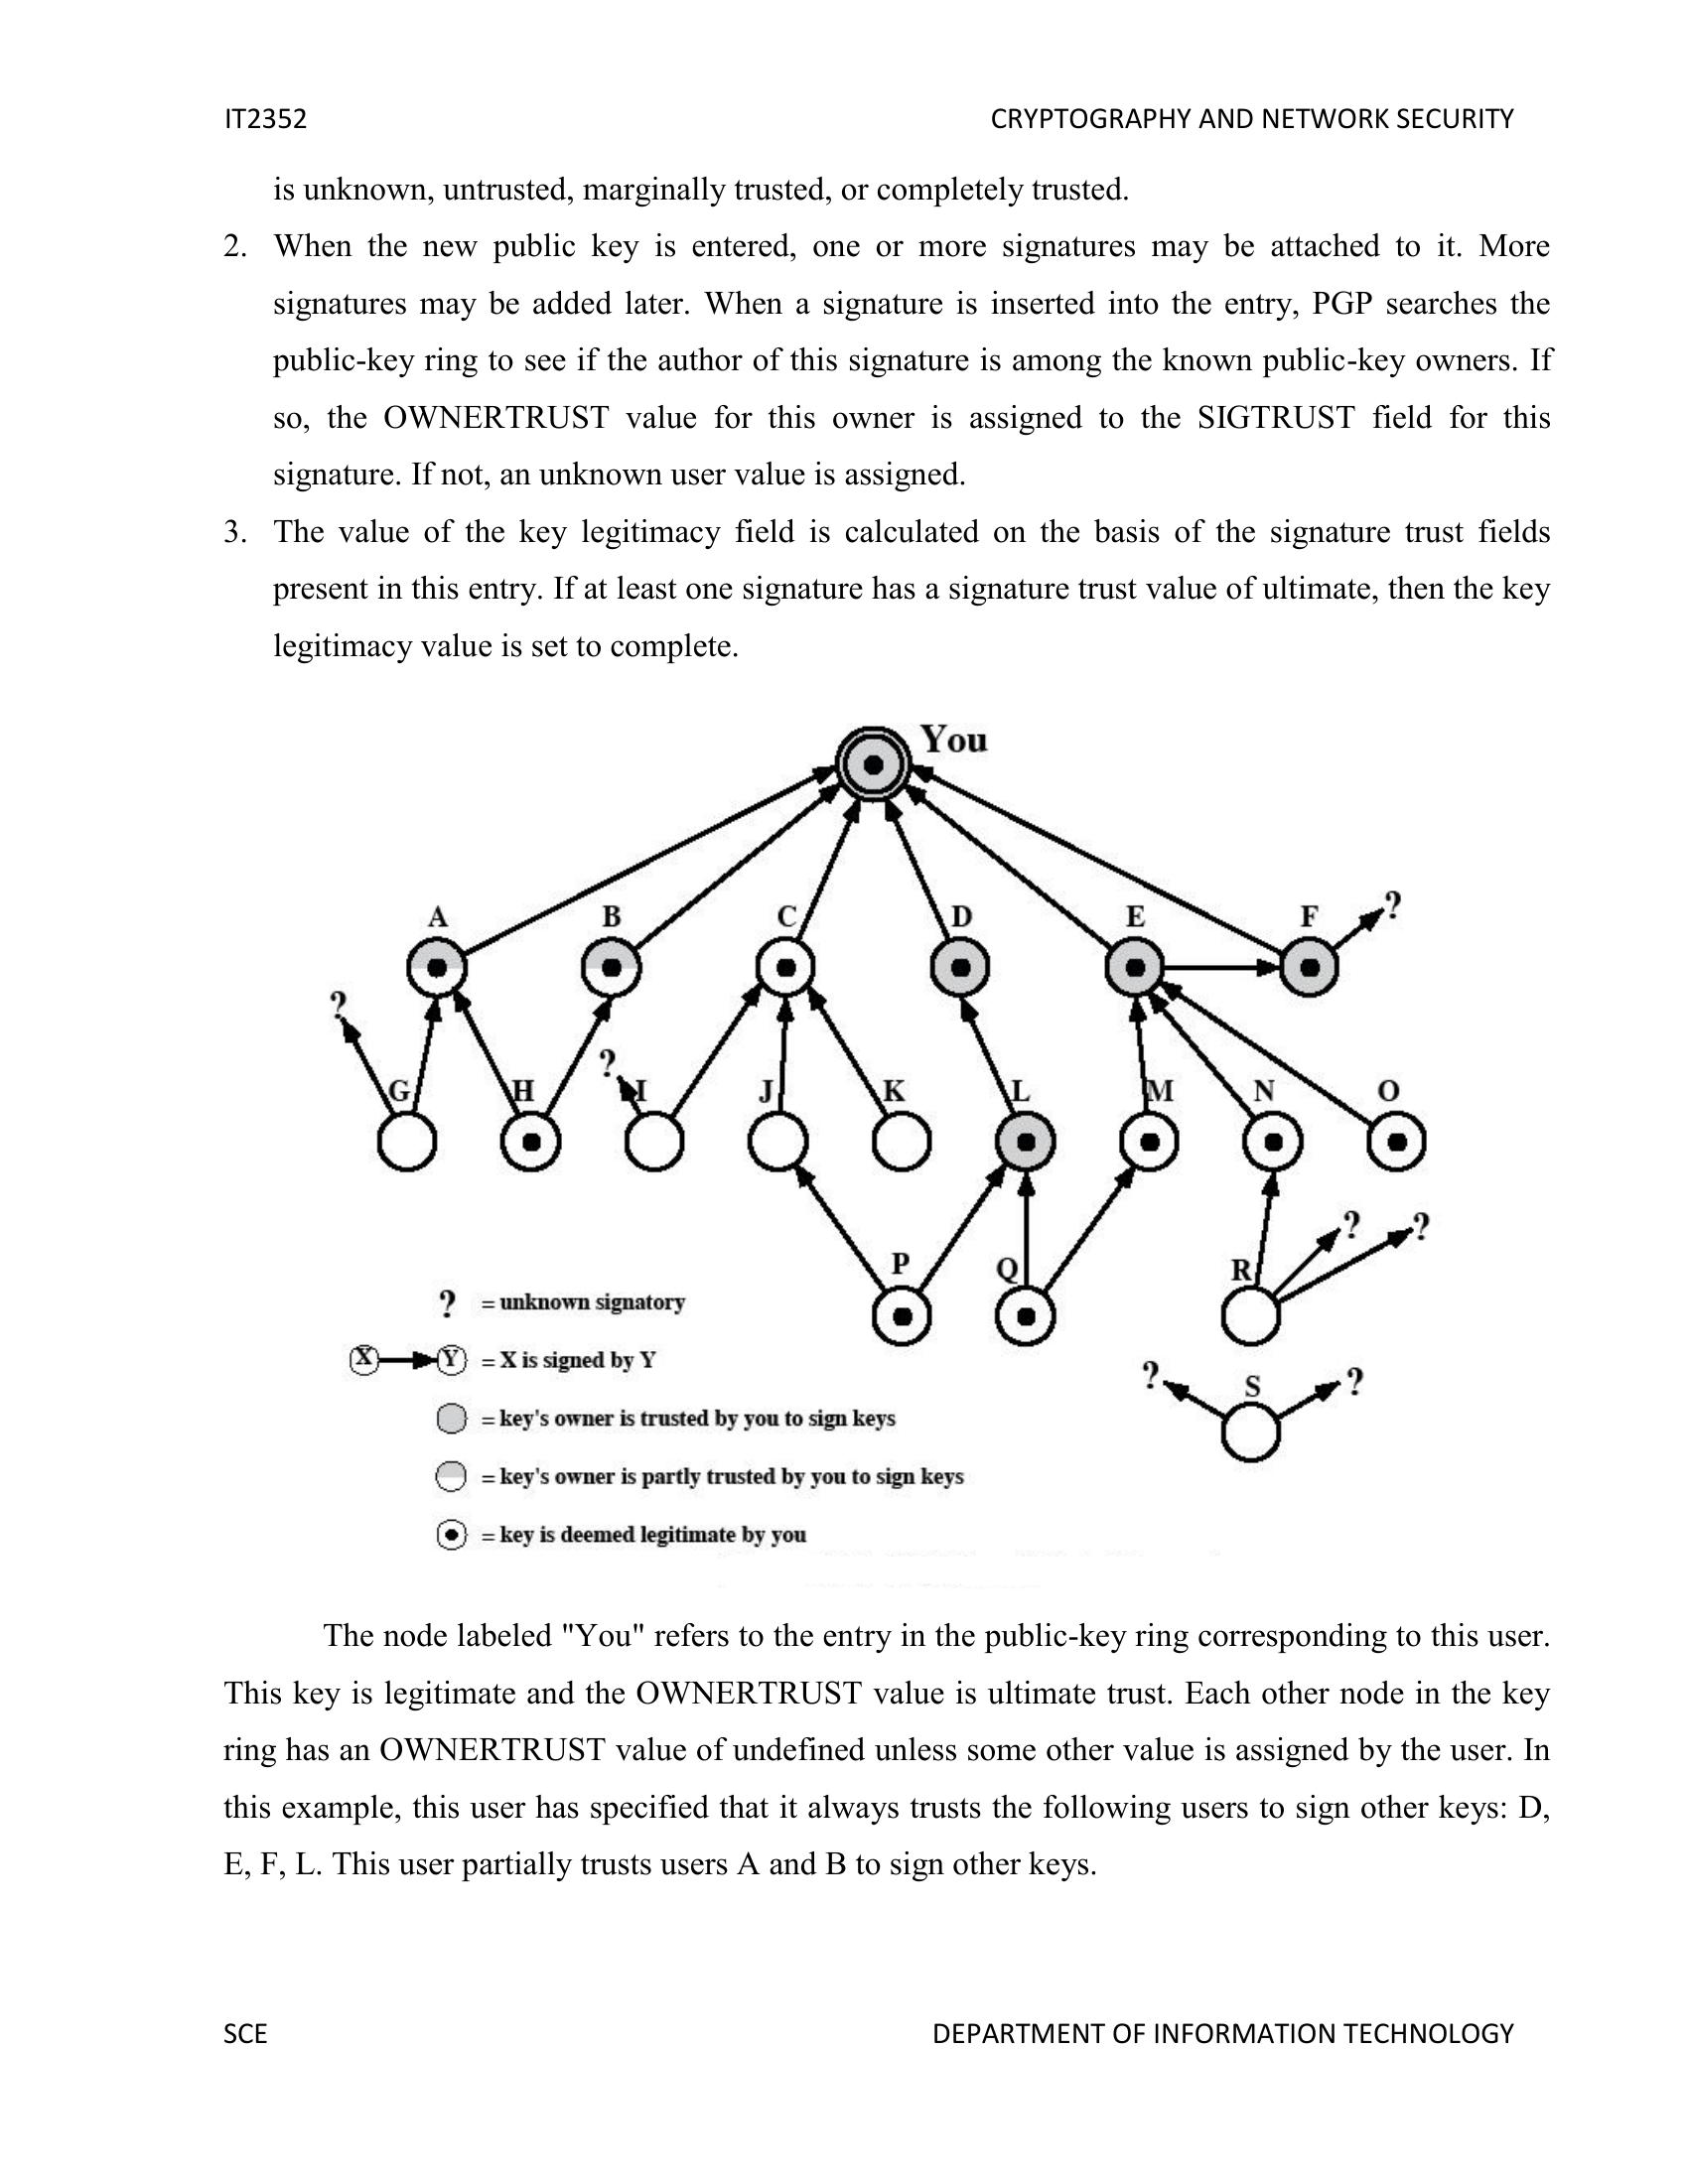 IT2352 CRYPTOGRAPHY AND NETWORK SECURITY
is unknown, untrusted, marginally trusted, or completely trusted.
2. When the new public key is entered, one or more signatures may be attached to it. More
signatures may be added later. When a signature is inserted into the entry, PGP searches the
public-key ring to see if the author of this signature is among the known public-key owners. If
so, the OWNERTRUST value for this owner is assigned to the SIGTRUST field for this
signature. If not, an unknown user value is assigned.
3. The value of the key legitimacy field is calculated on the basis of the signature trust fields
present in this entry. If at least one signature has a signature trust value of ultimate, then the key
legitimacy value is set to complete.
You
A B C D E F ?
?
?
G H I J K L M N O
? ?
P Q R
? = unknown signatory
X Y = X is signed by Y
? S ?
= key's owner is trusted by you to sign keys
= key's owner is partly trusted by you to sign keys
= key is deemed legitimate by you
The node labeled "You" refers to the entry in the public-key ring corresponding to this user.
This key is legitimate and the OWNERTRUST value is ultimate trust. Each other node in the key
ring has an OWNERTRUST value of undefined unless some other value is assigned by the user. In
this example, this user has specified that it always trusts the following users to sign other keys: D,
E, F, L. This user partially trusts users A and B to sign other keys.
SCE DEPARTMENT OF INFORMATION TECHNOLOGY